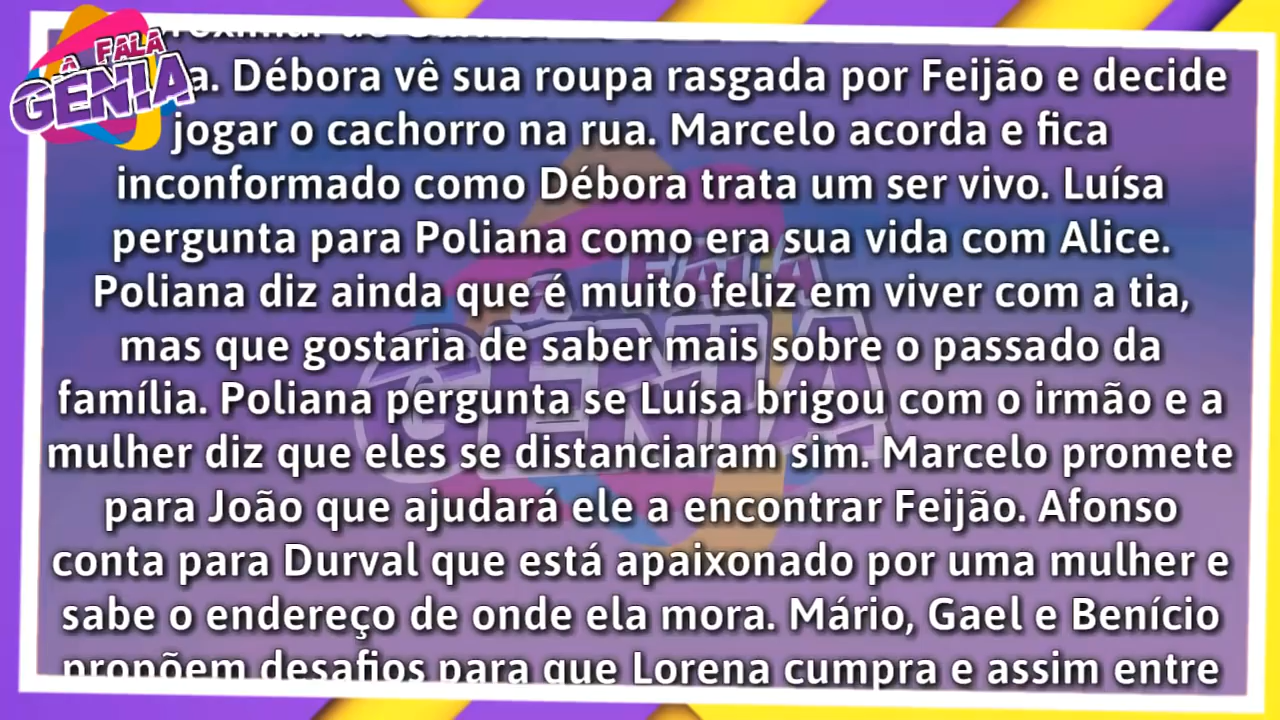 Ô FALA
GÊNIA
a. Débora vê sua roupa rasgada por Feijão e decide
jogar o cachorro na rua. Marcelo acorda e fica
inconformado como Débora trata um ser vivo. Luísa
pergunta para Poliana como era sua vida com Alice.
Poliana diz ainda que é muito feliz em viver com a tia,
mas que gostaria de saber mais sobre o passado da
família. Poliana pergunta se Luísa brigou com o irmão e a
mulher diz que eles se distanciaram sim. Marcelo promete
para João que ajudará ele a encontrar Feijão. Afonso
conta para Durval que está apaixonado por uma mulher e
sabe o endereço de onde ela mora. Mário, Gael e Benício
propõem desafios para que Lorena cumpra e assim entre